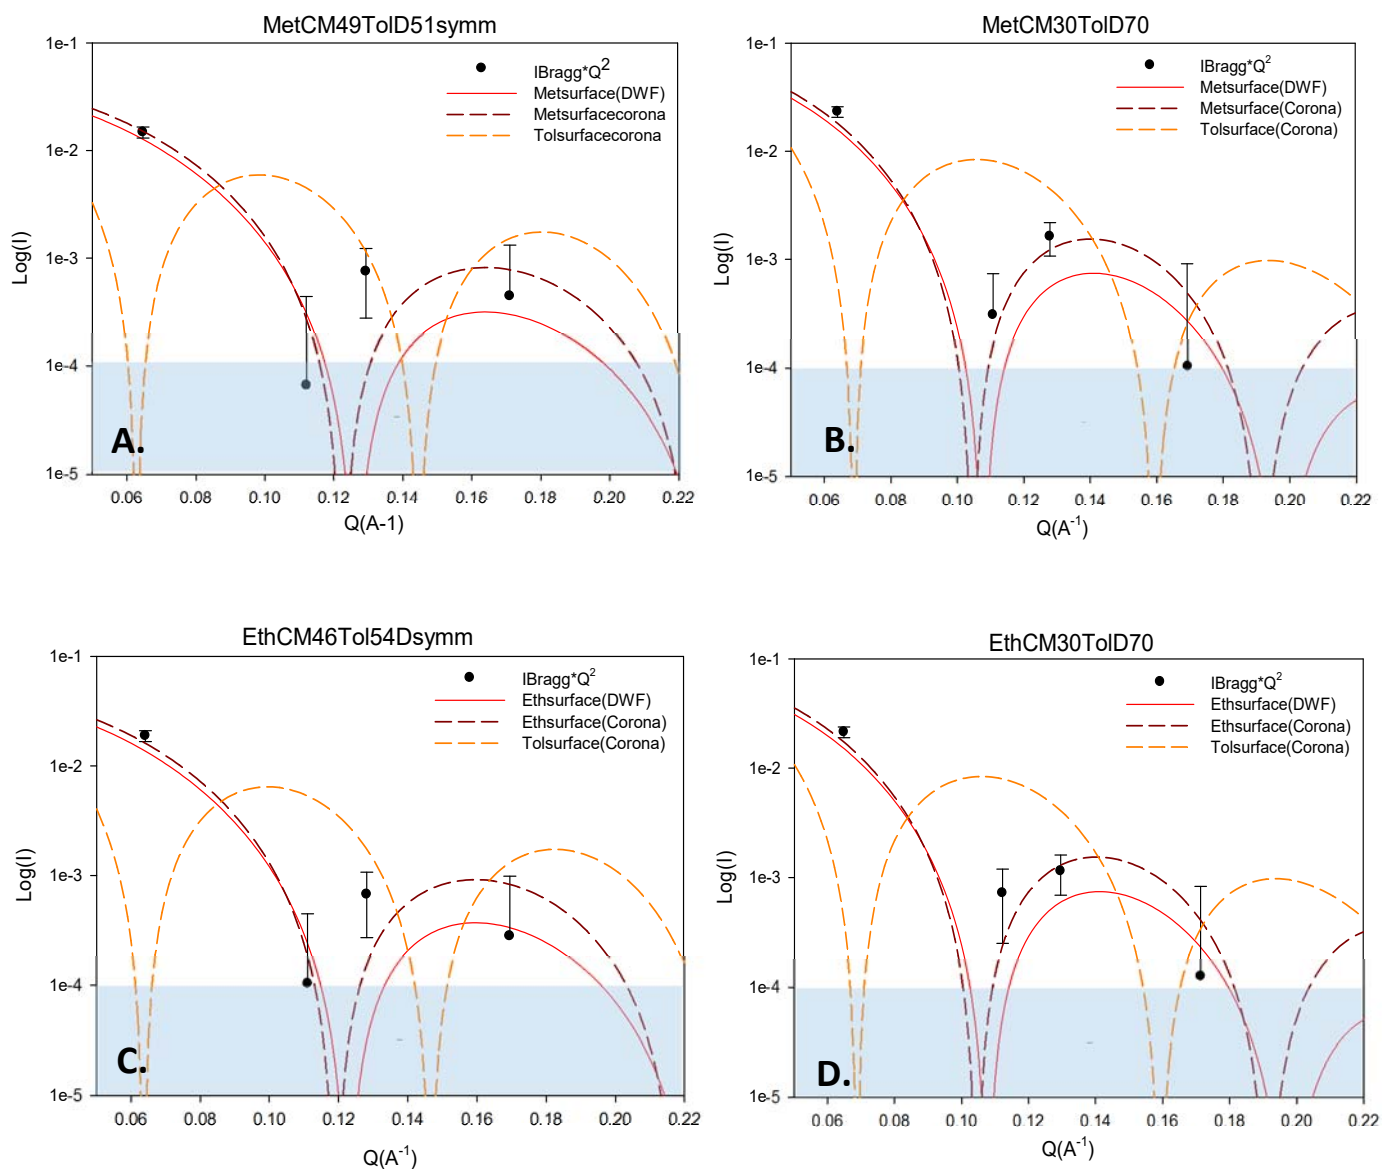 MetCM49TolD51symm
IBragg*Q²
Metsurface(DWF)
Metsurfacecorona
Tolsurfacecorona
Log(I)
1e-1
1e-2
1e-3
1e-4
1e-5
A.
0.06 0.08 0.10 0.12 0.14 0.16 0.18 0.20 0.22
Q(A-1)
MetCM30TolD70
IBragg*Q²
Metsurface(DWF)
Metsurface(Corona)
Tolsurface(Corona)
Log(I)
1e-1
1e-2
1e-3
1e-4
1e-5
B.
0.06 0.08 0.10 0.12 0.14 0.16 0.18 0.20 0.22
Q(A⁻¹)
EthCM46Tol54Dsymm
IBragg*Q²
Ethsurface(DWF)
Ethsurface(Corona)
Tolsurface(Corona)
Log(I)
1e-1
1e-2
1e-3
1e-4
1e-5
C.
0.06 0.08 0.10 0.12 0.14 0.16 0.18 0.20 0.22
Q(A⁻¹)
EthCM30TolD70
IBragg*Q²
Ethsurface(DWF)
Ethsurface(Corona)
Tolsurface(Corona)
Log(I)
1e-1
1e-2
1e-3
1e-4
1e-5
D.
0.06 0.08 0.10 0.12 0.14 0.16 0.18 0.20 0.22
Q(A⁻¹)